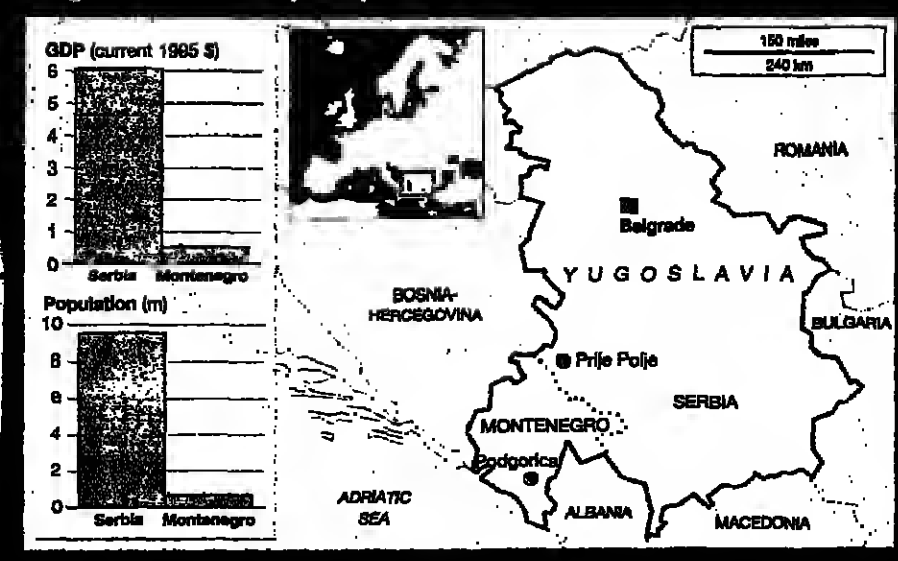 GDP (current 1995 $)
6
5
4
3
2
1
0
Serbia Montenegro
Population (m)
10
8
6
4
2
0
Serbia Montenegro
150 miles
240 km
ROMANIA
Belgrade
YUGOSLAVIA
BOSNIA-
HERCEGOVINA
BULGARIA
Prije Polje
SERBIA
MONTENEGRO
Podgorica
ADRIATIC
SEA
ALBANIA
MACEDONIA